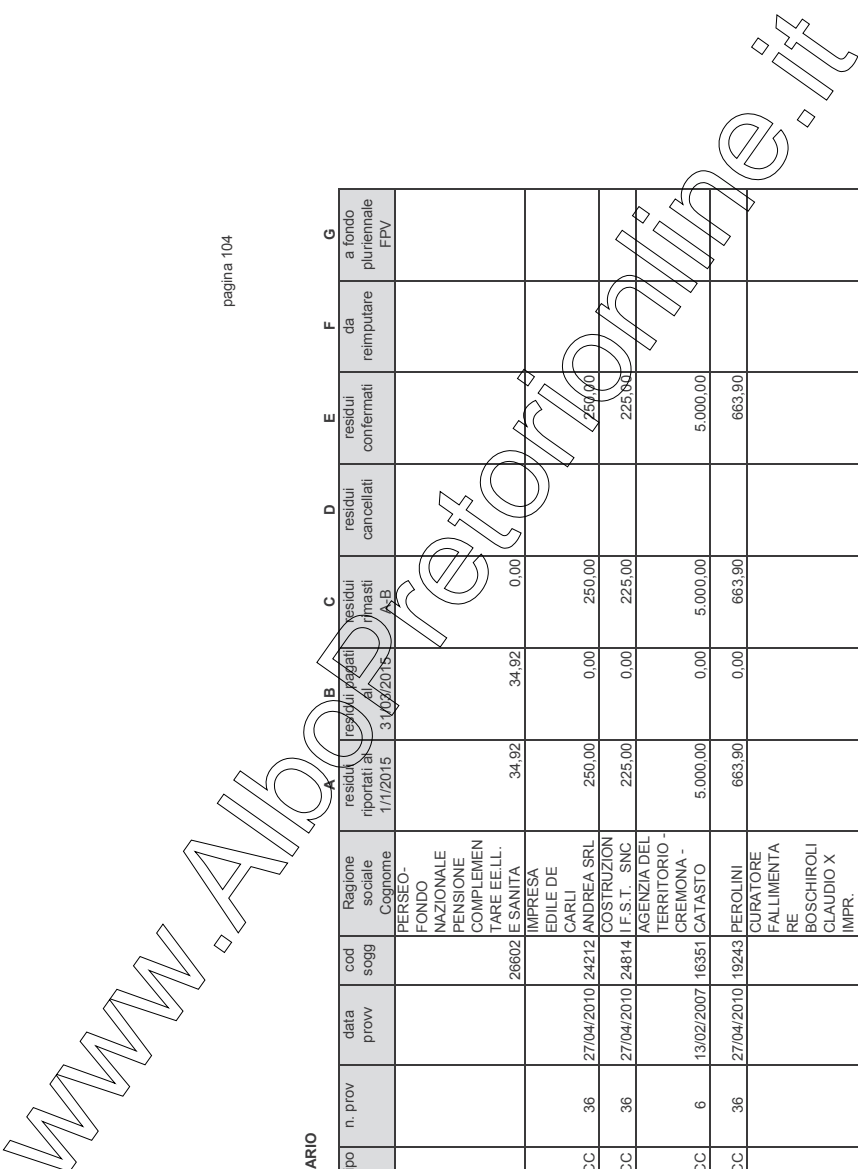 pagina 104
ARIO
A B C D E F G
po n. prov data provv cod sogg Ragione sociale Cognome residui riportati al 1/1/2015 residui pagati al 31/03/2015 residui rimasti A-B residui cancellati residui confermati da reimputare a fondo pluriennale FPV
PERSEO-
FONDO
NAZIONALE
PENSIONE
COMPLEMEN
TARE EE.LL.
26602 E SANITA 34,92 34,92 0,00
IMPRESA
EDILE DE
CARLI
CC 36 27/04/2010 24212 ANDREA SRL 250,00 0,00 250,00 250,00
COSTRUZION
CC 36 27/04/2010 24814 I F.S.T. SNC 225,00 0,00 225,00 225,00
AGENZIA DEL
TERRITORIO -
CREMONA -
CC 6 13/02/2007 16351 CATASTO 5.000,00 0,00 5.000,00 5.000,00
CC 36 27/04/2010 19243 PEROLINI 663,90 0,00 663,90 663,90
CURATORE
FALLIMENTA
RE
BOSCHIROLI
CLAUDIO X
IMPR.
www.AlboPretorionline.it